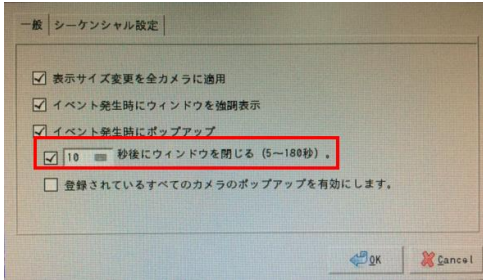 一般 シーケンシャル設定
表示サイズ変更を全カメラに適用
イベント発生時にウィンドウを強調表示
イベント発生時にポップアップ
10 秒後にウィンドウを閉じる (5～180秒) 。
登録されているすべてのカメラのポップアップを有効にします。
OK Cancel